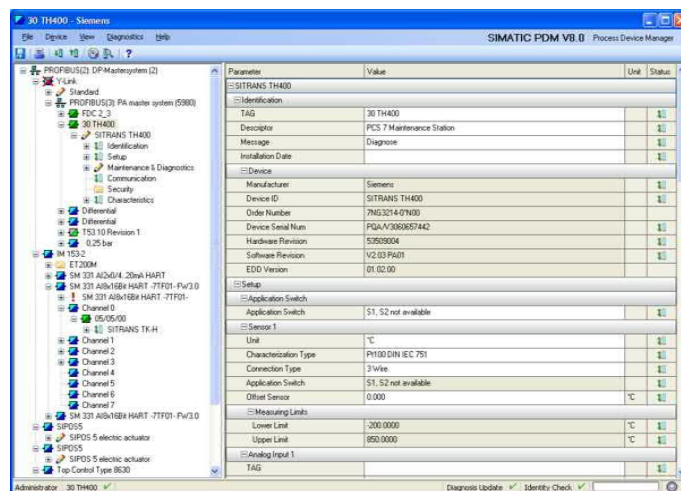 30 TH400 - Siemens
File Device View Diagnostics Help
SIMATIC PDM V8.0 Process Device Manager
PROFIBUS(2) DP-Mastersystem (2)
Y-Link
Standard
PROFIBUS(3) PA master system (5980)
FDC 2_3
30 TH400
SITRANS TH400
Identification
Setup
Maintenance & Diagnostics
Communication
Security
Characteristics
Differential
Differential
T53.10 Revision 1
0,25 bar
IM 153-2
ET200M
SM 331 AI2x0/4..20mA HART
SM 331 AI8x16Bit HART -7TF01- FW3.0
SM 331 AI8x16Bit HART -7TF01-
Channel 0
05/05/00
SITRANS TK-H
Channel 1
Channel 2
Channel 3
Channel 4
Channel 5
Channel 6
Channel 7
SM 331 AI8x16Bit HART -7TF01- FW3.0
SIPOS5
SIPOS 5 electric actuator
SIPOS5
SIPOS 5 electric actuator
Top Control Type 8630
Parameter Value Unit Status
SITRANS TH400
Identification
TAG 30 TH400
Descriptor PCS 7 Maintenance Station
Message Diagnose
Installation Date
Device
Manufacturer Siemens
Device ID SITRANS TH400
Order Number 7NG3214-0*N00
Device Serial Num PQA/V3060657442
Hardware Revision 53509004
Software Revision V2.03 PA01
EDD Version 01.02.00
Setup
Application Switch
Application Switch S1, S2 not available
Sensor 1
Unit °C
Characterization Type Pt100 DIN IEC 751
Connection Type 3 Wire
Application Switch S1, S2 not available
Offset Sensor 0.000 °C
Measuring Limits
Lower Limit -200.0000 °C
Upper Limit 850.0000 °C
Analog Input 1
TAG
Administrator 30 TH400
Diagnosis Update Identity Check